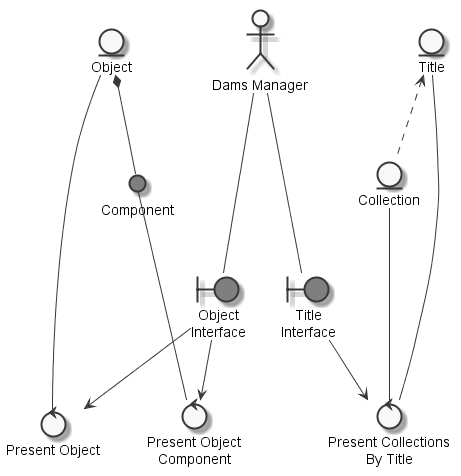 Object
Dams Manager
Title
Component
Collection
Object
Interface
Title
Interface
Present Object
Present Object
Component
Present Collections
By Title